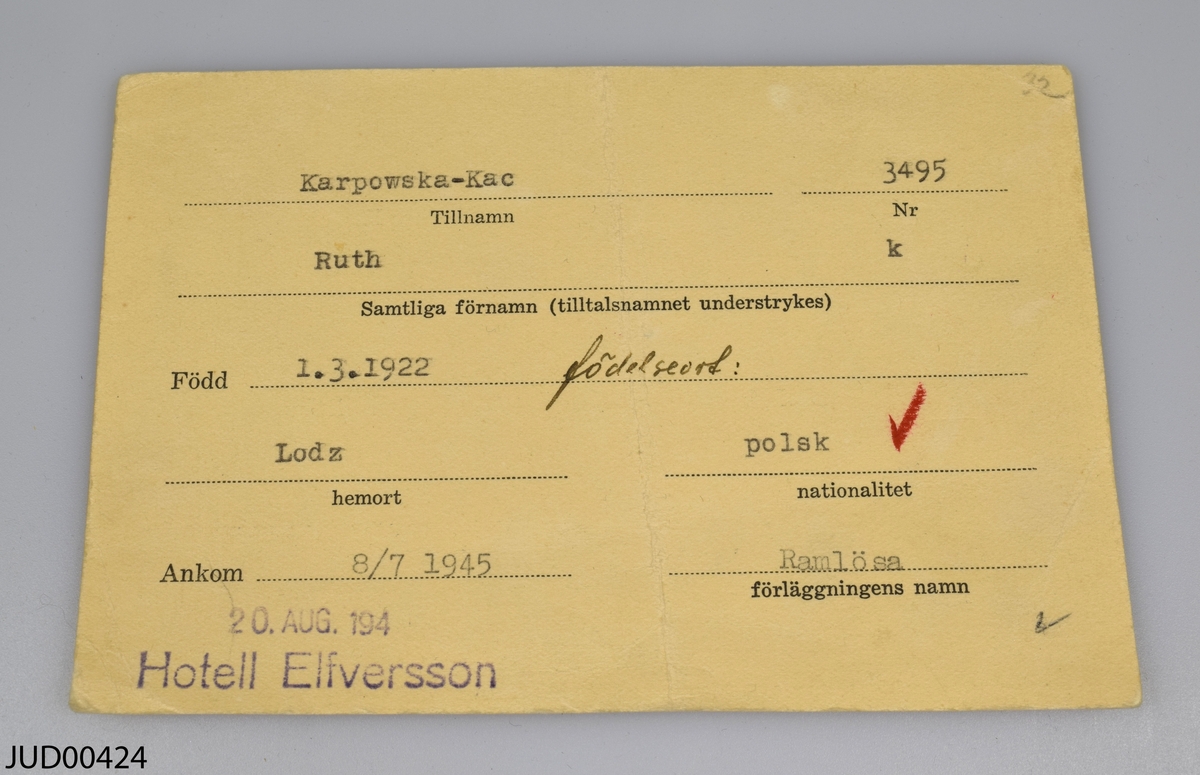 22
Karpowska-Kac 3495
Tillnamn Nr
Ruth k
Samtliga förnamn (tilltalsnamnet understrykes)
Född 1.3.1922 födelseort:
Lodz polsk
hemort nationalitet
Ankom 8/7 1945 Ramlösa
förläggningens namn
20. AUG. 194
Hotell Elfversson
JUD00424